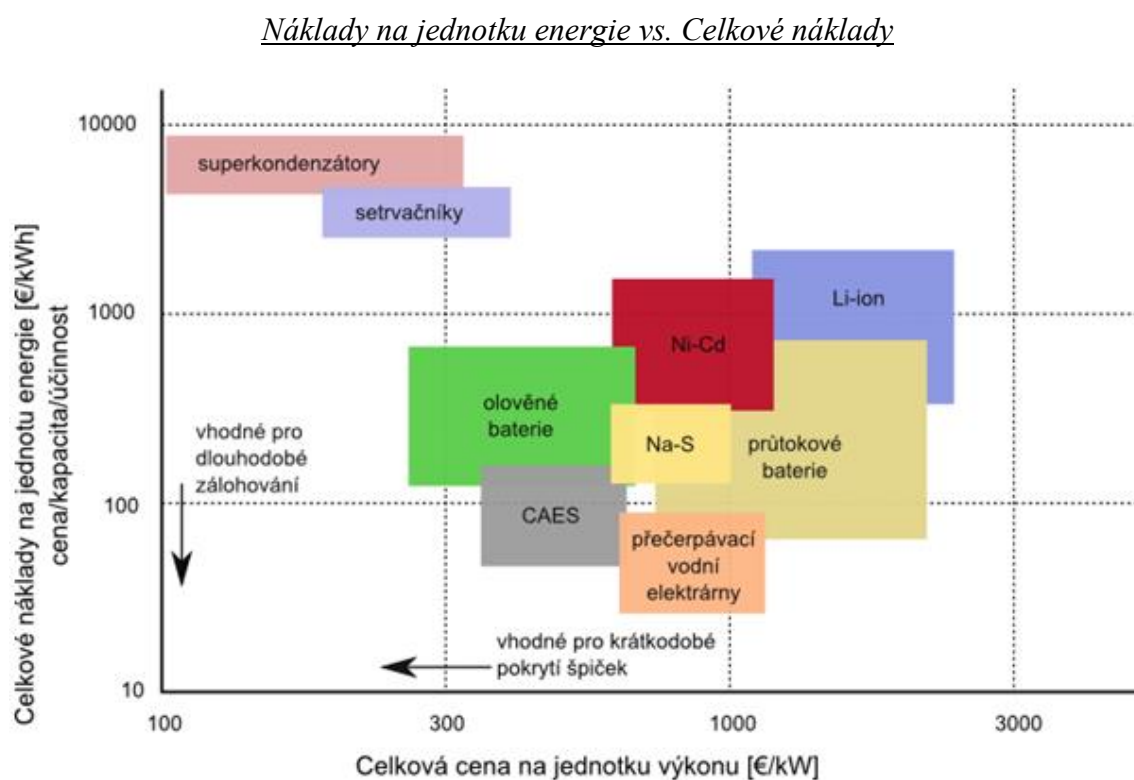 Náklady na jednotku energie vs. Celkové náklady
Celkové náklady na jednotu energie [€/kWh]
cena/kapacita/účinnost
10000
1000
100
10
superkondenzátory
setrvačníky
Li-ion
Ni-Cd
olověné
baterie
Na-S
průtokové
baterie
vhodné pro
dlouhodobé
zálohování
CAES
přečerpávací
vodní
elektrárny
vhodné pro krátkodobé
pokrytí špiček
100
300
1000
3000
Celková cena na jednotku výkonu [€/kW]